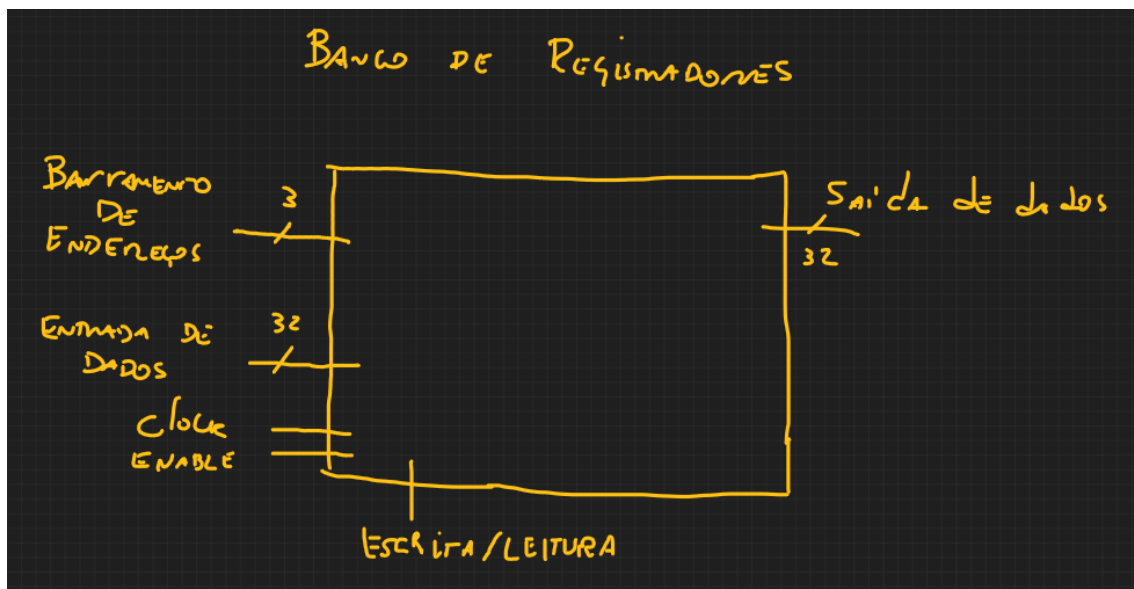 BANCO DE REGISTRADORES
BARRAMENTO
DE
ENDEREÇOS
3
SAÍDA de dados
32
ENTRADA DE
DADOS
32
Clock
ENABLE
ESCRITA/LEITURA